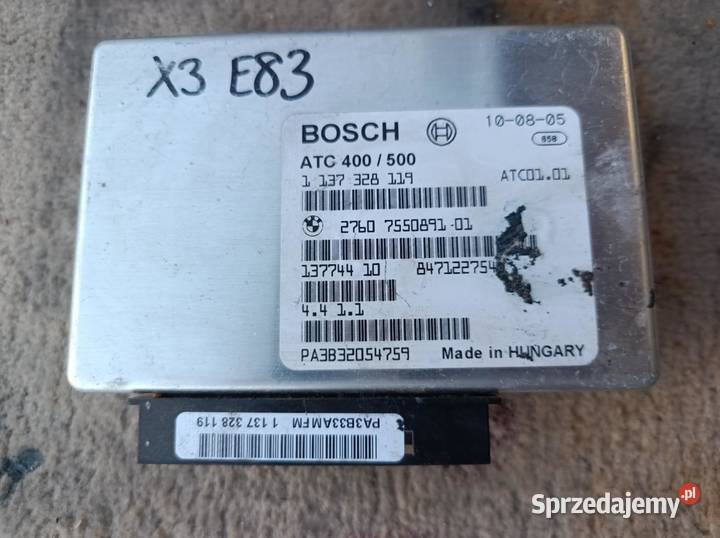 X3 E83
BOSCH
10-08-05
658
ATC 400 / 500
1 137 328 119
ATC01.01
2760 7550891-01
137744 10
847122754
4.4 1.1
PA3B32054759
Made in HUNGARY
PA3B33AMFM 1 137 328 119
Sprzedajemy.pl